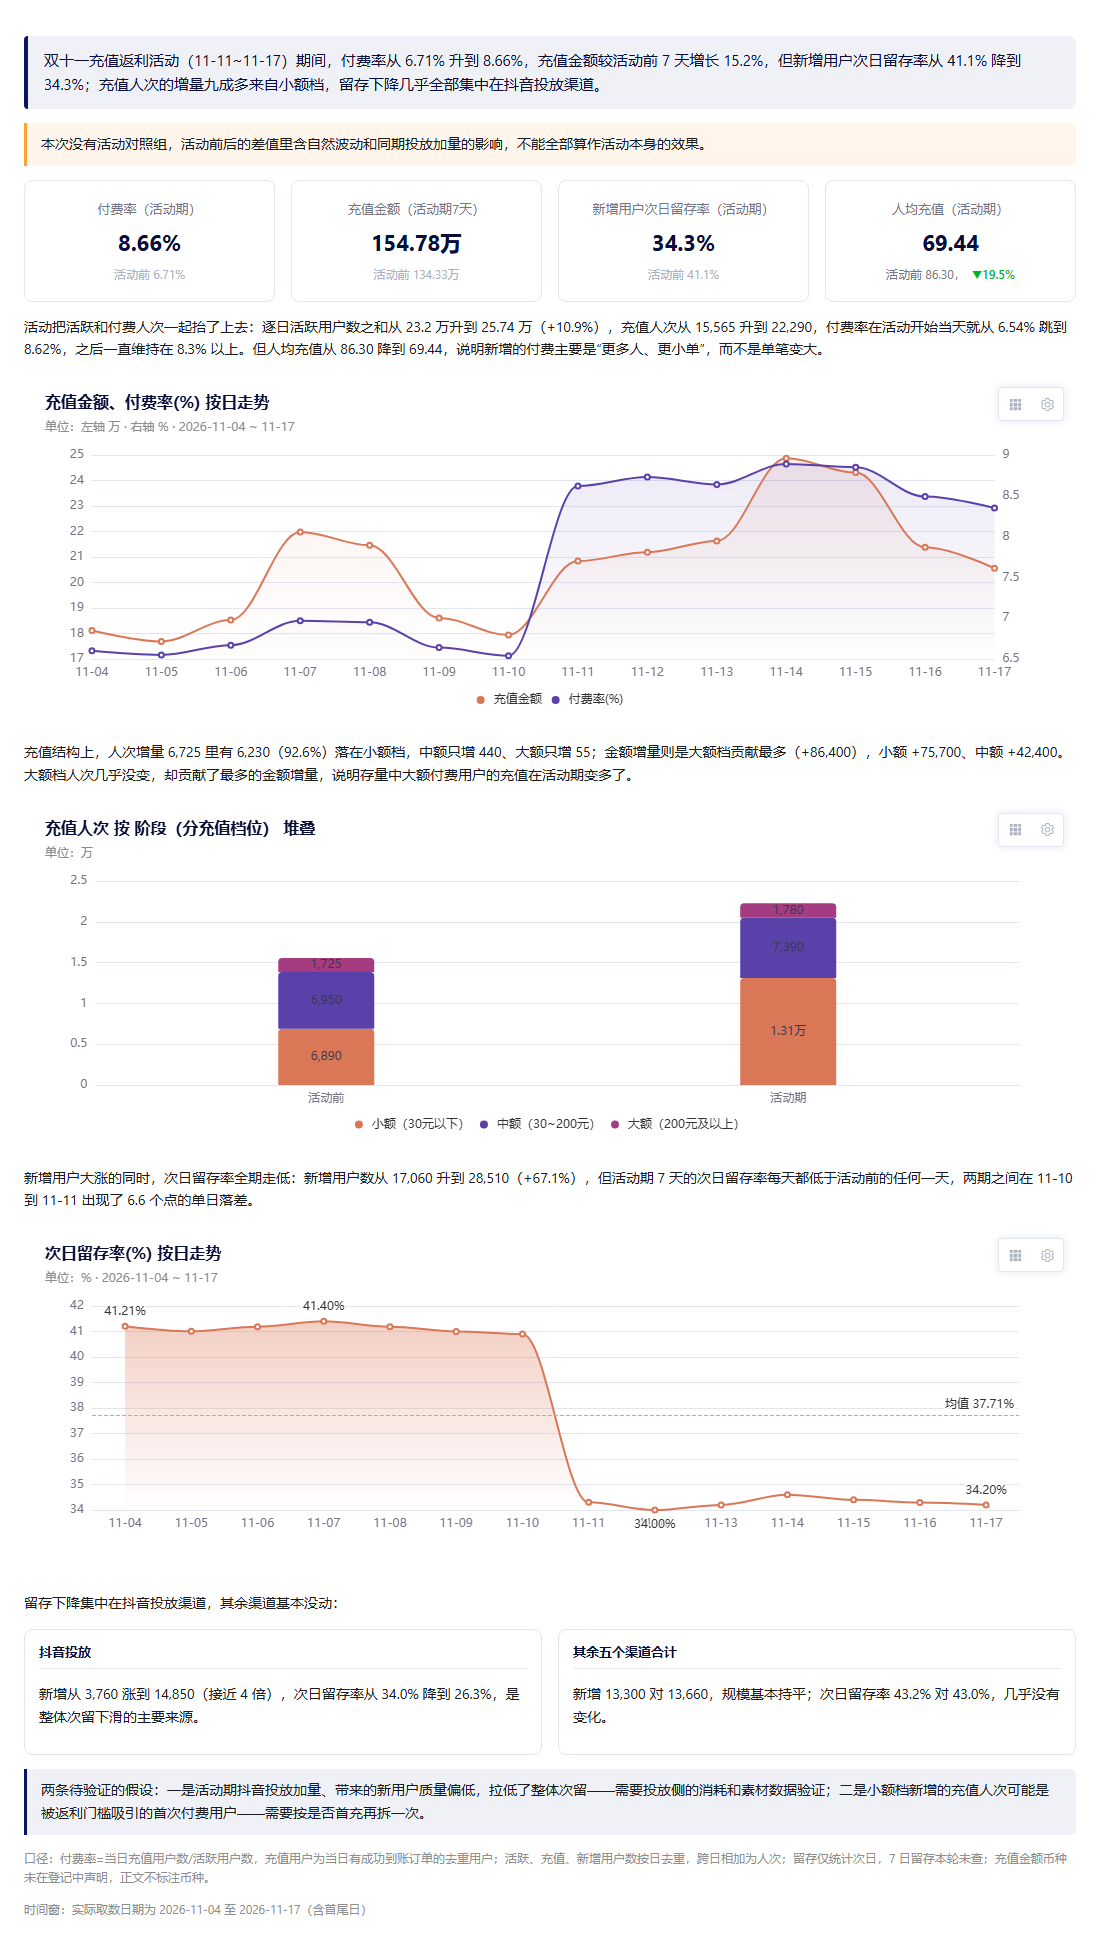 双十一充值返利活动（11-11~11-17）期间，付费率从 6.71% 升到 8.66%，充值金额较活动前 7 天增长 15.2%，但新增用户次日留存率从 41.1% 降到
34.3%；充值人次的增量九成多来自小额档，留存下降几乎全部集中在抖音投放渠道。
本次没有活动对照组，活动前后的差值里含自然波动和同期投放加量的影响，不能全部算作活动本身的效果。
付费率（活动期）
8.66%
活动前 6.71%
充值金额（活动期7天）
154.78万
活动前 134.33万
新增用户次日留存率（活动期）
34.3%
活动前 41.1%
人均充值（活动期）
69.44
活动前 86.30， ▼19.5%
活动把活跃和付费人次一起抬了上去：逐日活跃用户数之和从 23.2 万升到 25.74 万（+10.9%），充值人次从 15,565 升到 22,290，付费率在活动开始当天就从 6.54% 跳到
8.62%，之后一直维持在 8.3% 以上。但人均充值从 86.30 降到 69.44，说明新增的付费主要是“更多人、更小单”，而不是单笔变大。
充值金额、付费率(%) 按日走势
单位：左轴 万 · 右轴 % · 2026-11-04 ~ 11-17
25
24
23
22
21
20
19
18
17
9
8.5
8
7.5
7
6.5
11-04 11-05 11-06 11-07 11-08 11-09 11-10 11-11 11-12 11-13 11-14 11-15 11-16 11-17
充值金额 付费率(%)
充值结构上，人次增量 6,725 里有 6,230（92.6%）落在小额档，中额只增 440、大额只增 55；金额增量则是大额档贡献最多（+86,400），小额 +75,700、中额 +42,400。
大额档人次几乎没变，却贡献了最多的金额增量，说明存量中大额付费用户的充值在活动期变多了。
充值人次 按 阶段（分充值档位） 堆叠
单位：万
2.5
2
1.5
1
0.5
0
1,725
6,950
6,890
1,780
7,390
1.31万
活动前 活动期
小额（30元以下） 中额（30~200元） 大额（200元及以上）
新增用户大涨的同时，次日留存率全期走低：新增用户数从 17,060 升到 28,510（+67.1%），但活动期 7 天的次日留存率每天都低于活动前的任何一天，两期之间在 11-10
到 11-11 出现了 6.6 个点的单日落差。
次日留存率(%) 按日走势
单位：% · 2026-11-04 ~ 11-17
42
41
40
39
38
37
36
35
34
41.21%
41.40%
均值 37.71%
34.20%
34.00%
11-04 11-05 11-06 11-07 11-08 11-09 11-10 11-11 11-13 11-14 11-15 11-16 11-17
留存下降集中在抖音投放渠道，其余渠道基本没动：
抖音投放
新增从 3,760 涨到 14,850（接近 4 倍），次日留存率从 34.0% 降到 26.3%，是
整体次留下滑的主要来源。
其余五个渠道合计
新增 13,300 对 13,660，规模基本持平；次日留存率 43.2% 对 43.0%，几乎没有
变化。
两条待验证的假设：一是活动期抖音投放加量、带来的新用户质量偏低，拉低了整体次留——需要投放侧的消耗和素材数据验证；二是小额档新增的充值人次可能是
被返利门槛吸引的首次付费用户——需要按是否首充再拆一次。
口径：付费率=当日充值用户数/活跃用户数，充值用户为当日有成功到账订单的去重用户；活跃、充值、新增用户数按日去重，跨日相加为人次；留存仅统计次日，7 日留存本轮未查；充值金额币种
未在登记中声明，正文不标注币种。
时间窗：实际取数日期为 2026-11-04 至 2026-11-17（含首尾日）